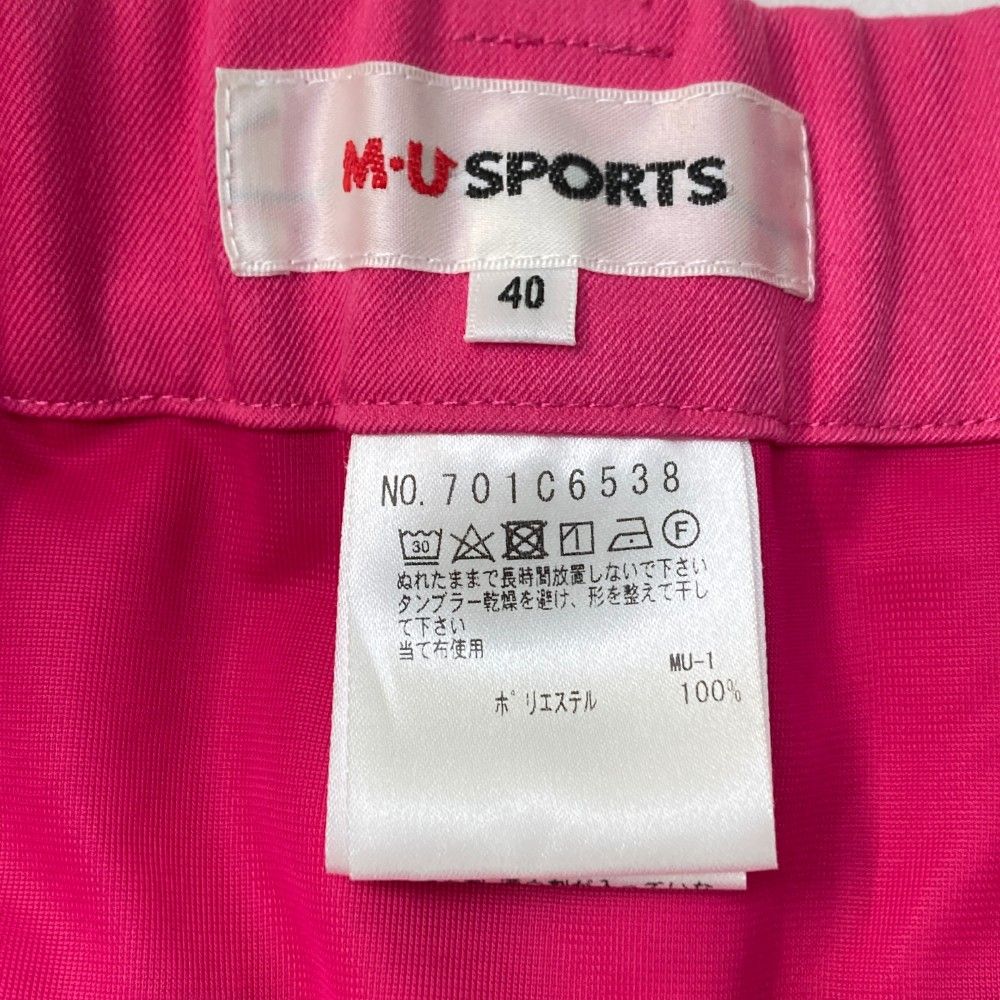 M·U SPORTS
40
NO. 701C6538
30 F
ぬれたままで長時間放置しないで下さい
タンブラー乾燥を避け、形を整えて干し
て下さい
当て布使用
MU-1
ポリエステル 100%